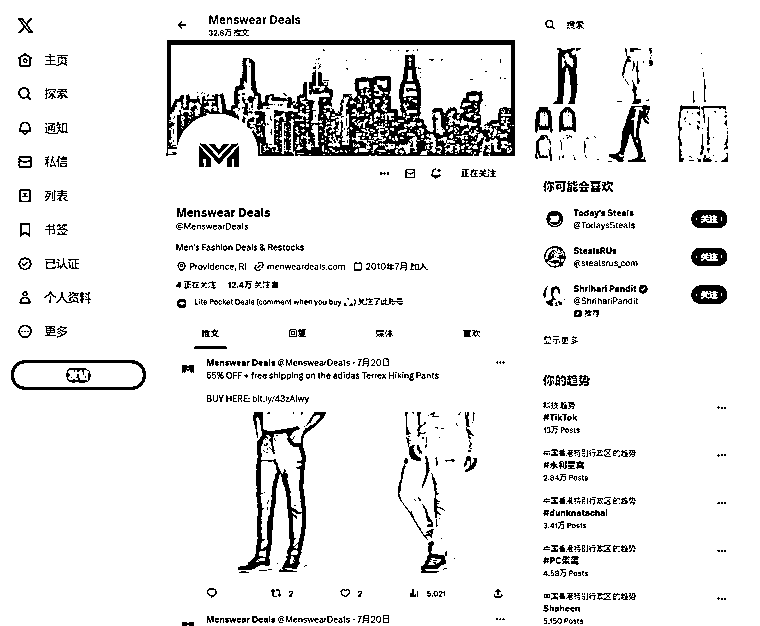 主页
探索
通知
私信
列表
书签
已认证
个人资料
更多
Menswear Deals
32.6万 推文
正在关注
Menswear Deals
@MenswearDeals
Men's Fashion Deals & Restocks
Providence, RI menweardeals.com 2010年7月 加入
4 正在关注 12.4万 关注者
Lite Pocket Deals (comment when you buy 关注了此账号
推文 回复 媒体 喜欢
Menswear Deals @MenswearDeals · 7月20日
65% OFF + free shipping on the adidas Terrex Hiking Pants
BUY HERE: bit.ly/43zAlwy
2 2 5,021
Menswear Deals @MenswearDeals · 7月20日
搜索
你可能会喜欢
Today's Steals
@TodaysSteals
关注
StealsRUs
@stealsrus_com
关注
Shrihari Pandit
@ShrihariPandit
推荐
关注
显示更多
你的趋势
科技 趋势
#TikTok
13万 Posts
中国香港特别行政区 的趋势
2.84万 Posts
中国香港特别行政区 的趋势
#dunknatachai
3.41万 Posts
中国香港特别行政区 的趋势
#PC蛋蛋
4.58万 Posts
中国香港特别行政区 的趋势
Shaheen
5,150 Posts